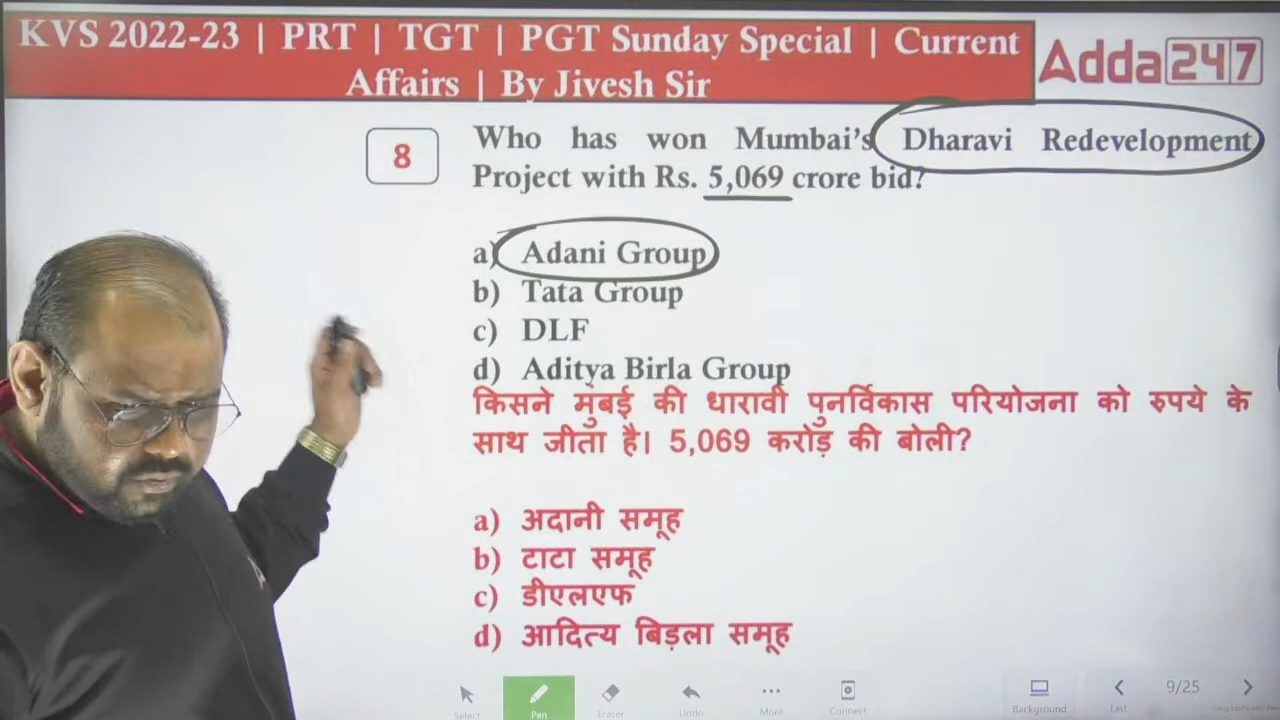 KVS 2022-23 | PRT | TGT | PGT Sunday Special | Current
Affairs | By Jivesh Sir
Adda247
8
Who has won Mumbai's Dharavi Redevelopment
Project with Rs. 5,069 crore bid?
a) Adani Group
b) Tata Group
c) DLF
d) Aditya Birla Group
किसने मुंबई की धारावी पुनर्विकास परियोजना को रुपये के
साथ जीता है। 5,069 करोड़ की बोली?
a) अदानी समूह
b) टाटा समूह
c) डीएलएफ
d) आदित्य बिड़ला समूह
Select Pen Eraser Undo More Connect Background Last 9/25